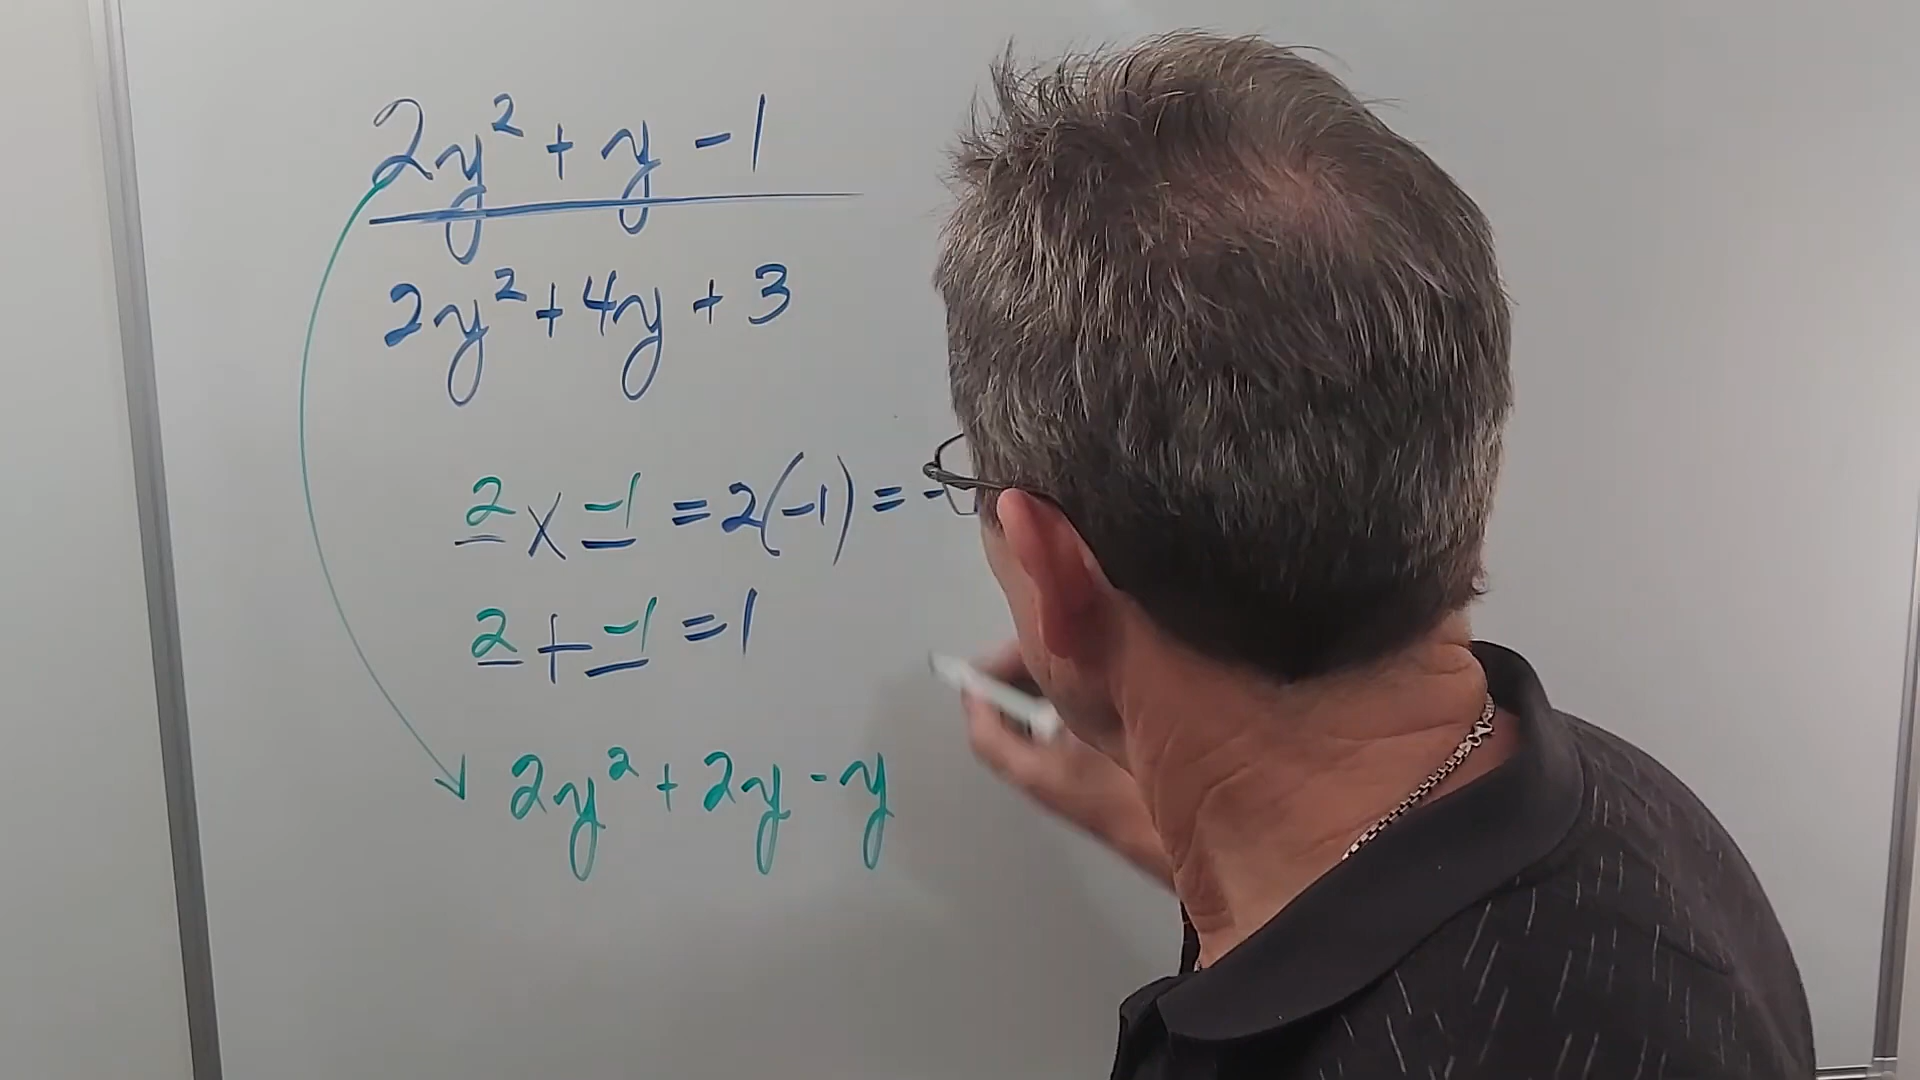 2y² + y - 1
2y² + 4y + 3
2 x -1 = 2(-1) = -
2 + -1 = 1
2y² + 2y - y